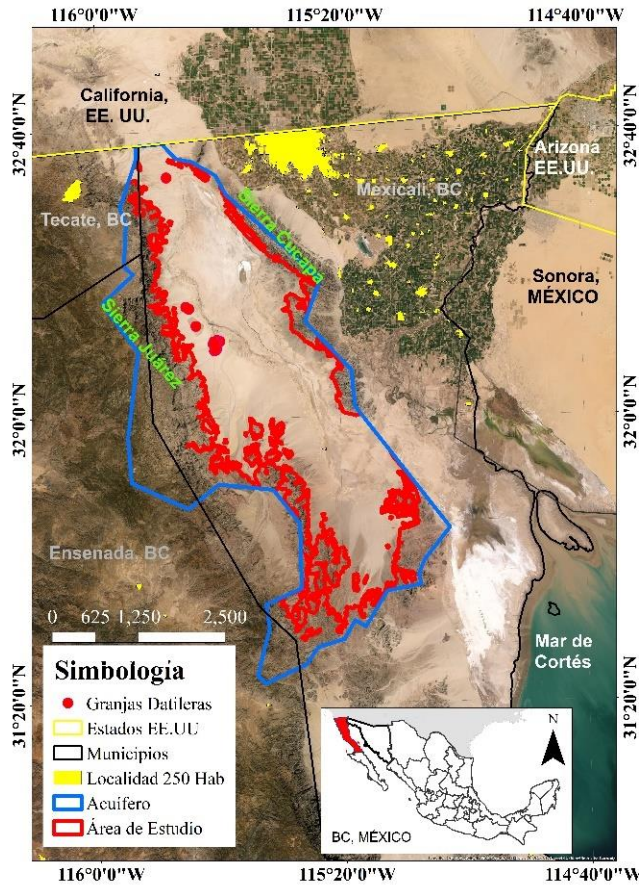 116°0'0"W 115°20'0"W 114°40'0"W
32°40'0"N
32°0'0"N
31°20'0"N
32°40'0"N
32°0'0"N
31°20'0"N
California,
EE. UU.
Arizona
EE.UU.
Mexicali, BC
Tecate, BC
Sierra Cucapa
Sonora,
MÉXICO
Sierra Juárez
Ensenada, BC
0 625 1,250 2,500
Mar de
Cortés
Simbología
Granjas Datileras
Estados EE.UU
Municipios
Localidad 250 Hab
Acuífero
Área de Estudio
N
BC, MÉXICO
116°0'0"W 115°20'0"W 114°40'0"W